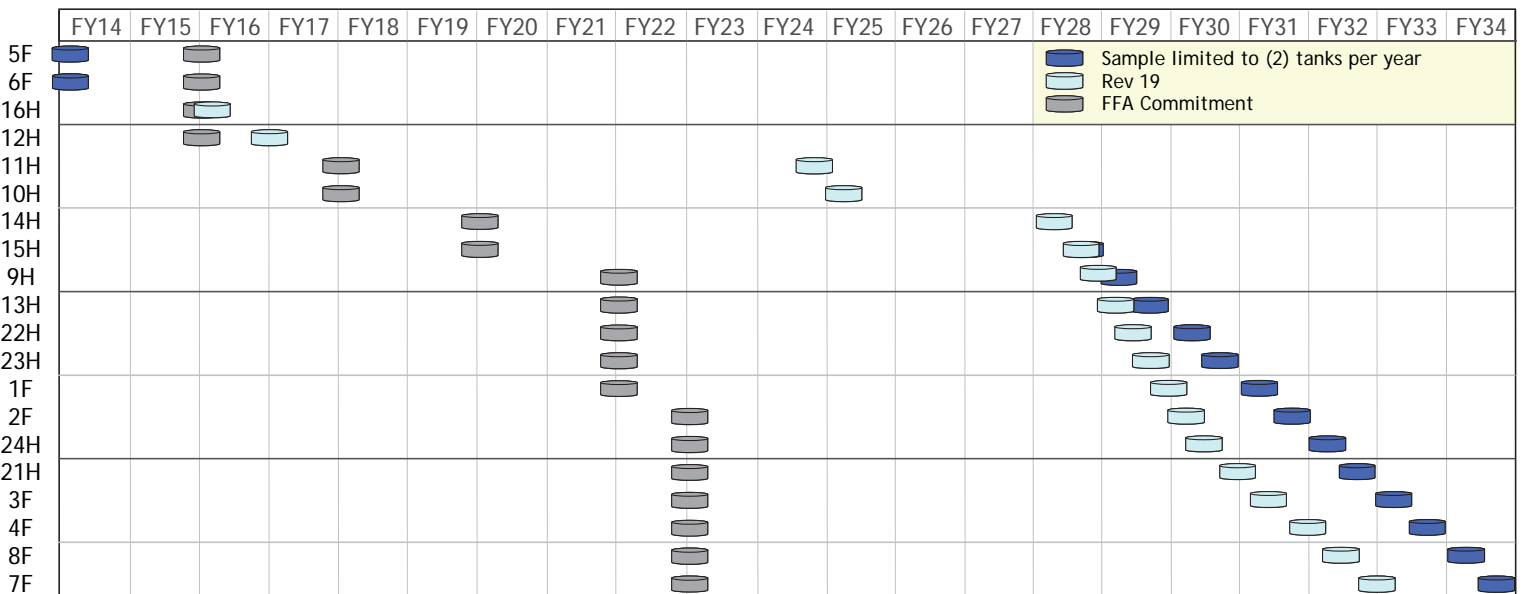 FY14 FY15 FY16 FY17 FY18 FY19 FY20 FY21 FY22 FY23 FY24 FY25 FY26 FY27 FY28 FY29 FY30 FY31 FY32 FY33 FY34
Sample limited to (2) tanks per year
Rev 19
FFA Commitment
5F
6F
16H
12H
11H
10H
14H
15H
9H
13H
22H
23H
1F
2F
24H
21H
3F
4F
8F
7F